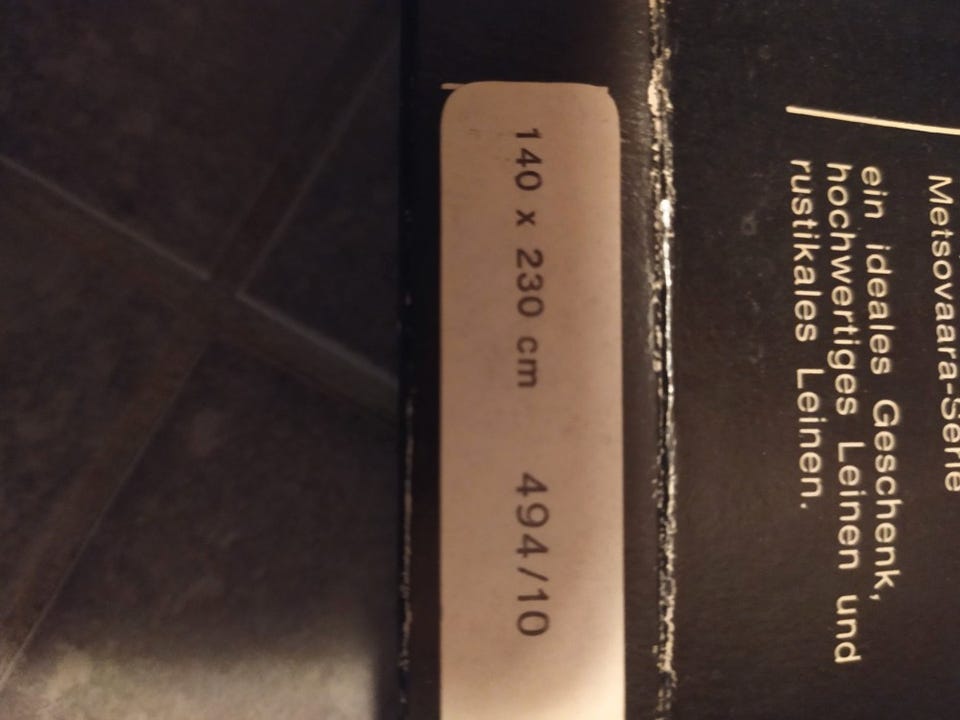 Metsovaara-Serie
ein ideales Geschenk,
hochwertiges Leinen und
rustikales Leinen.
140 x 230 cm 494/10